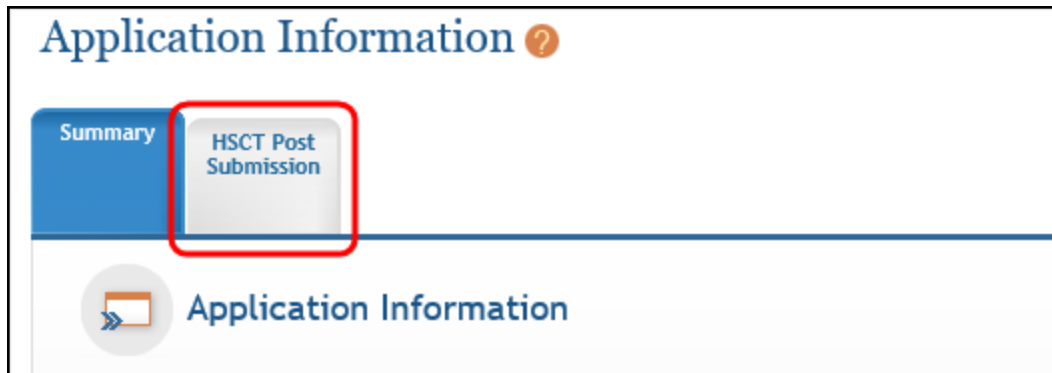 Application Information ?
Summary
HSCT Post
Submission
Application Information